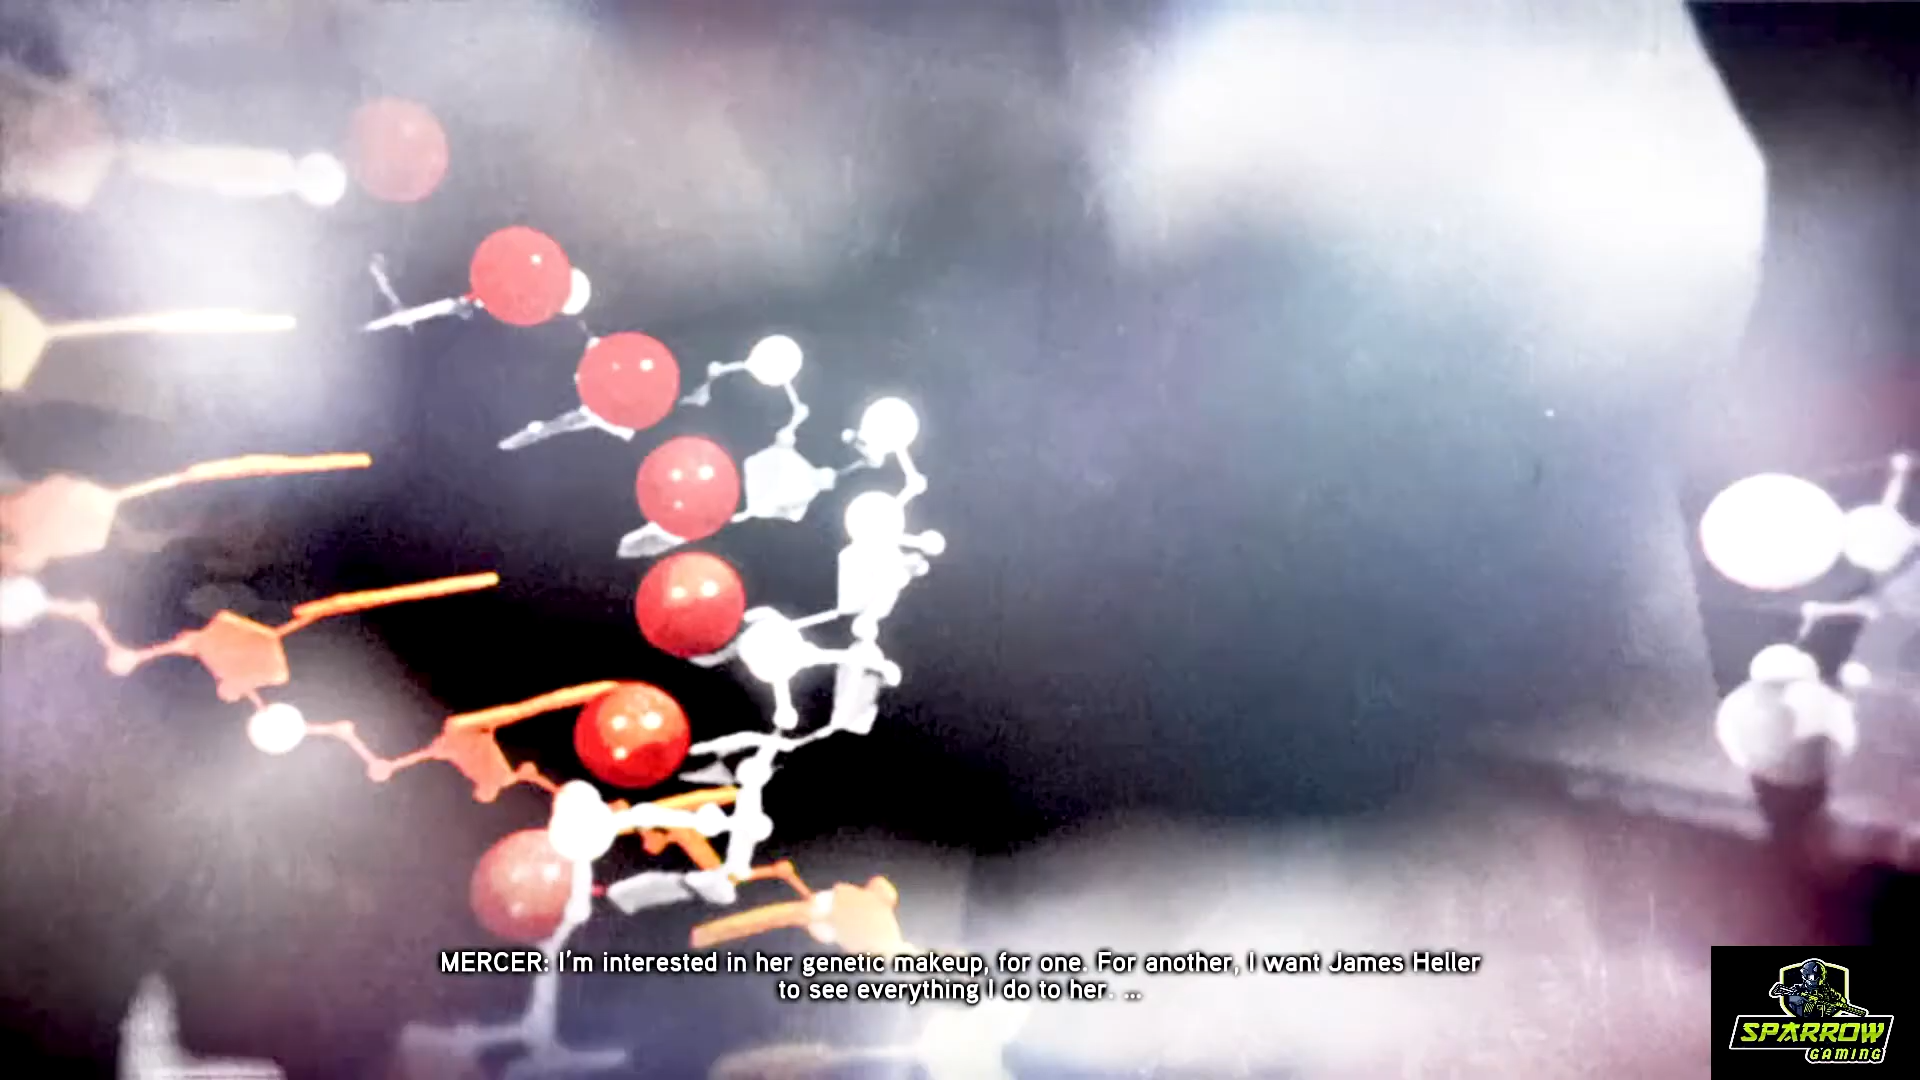 MERCER: I'm interested in her genetic makeup, for one. For another, I want James Heller
to see everything I do to her. ...
SPARROW
GAMING